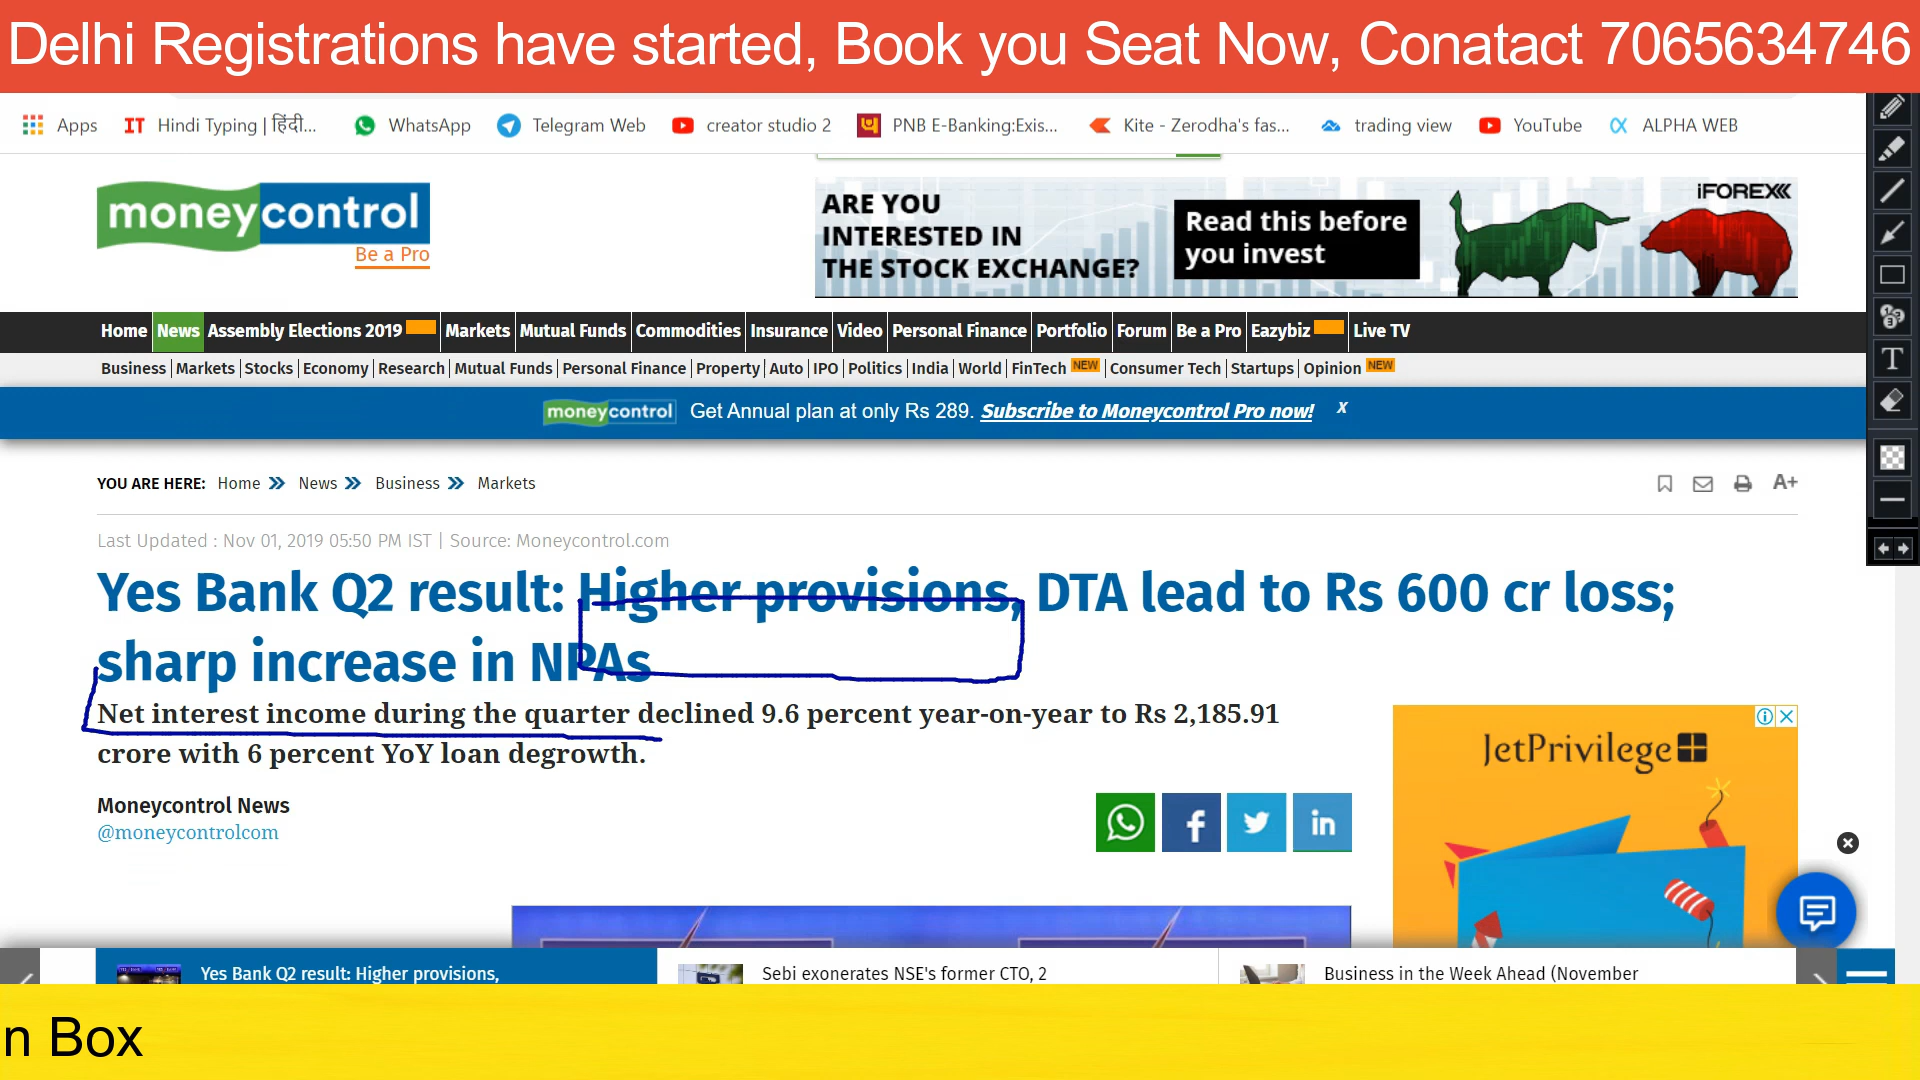 Delhi Registrations have started, Book you Seat Now, Conatact 7065634746
Apps IT Hindi Typing | हिंदी... WhatsApp Telegram Web creator studio 2 PNB E-Banking:Exis... Kite - Zerodha's fas... trading view YouTube ALPHA WEB
moneycontrol
Be a Pro
ARE YOU
INTERESTED IN
THE STOCK EXCHANGE?
Read this before
you invest
iFOREX
Home News Assembly Elections 2019 Markets Mutual Funds Commodities Insurance Video Personal Finance Portfolio Forum Be a Pro Eazybiz Live TV
Business Markets Stocks Economy Research Mutual Funds Personal Finance Property Auto IPO Politics India World FinTech NEW Consumer Tech Startups Opinion NEW
moneycontrol Get Annual plan at only Rs 289. Subscribe to Moneycontrol Pro now! X
YOU ARE HERE: Home News Business Markets
A+
Last Updated : Nov 01, 2019 05:50 PM IST | Source: Moneycontrol.com
Yes Bank Q2 result: Higher provisions, DTA lead to Rs 600 cr loss;
sharp increase in NPAs
Net interest income during the quarter declined 9.6 percent year-on-year to Rs 2,185.91
crore with 6 percent YoY loan degrowth.
Moneycontrol News
@moneycontrolcom
JetPrivilege
Yes Bank Q2 result: Higher provisions,
Sebi exonerates NSE's former CTO, 2
Business in the Week Ahead (November
n Box